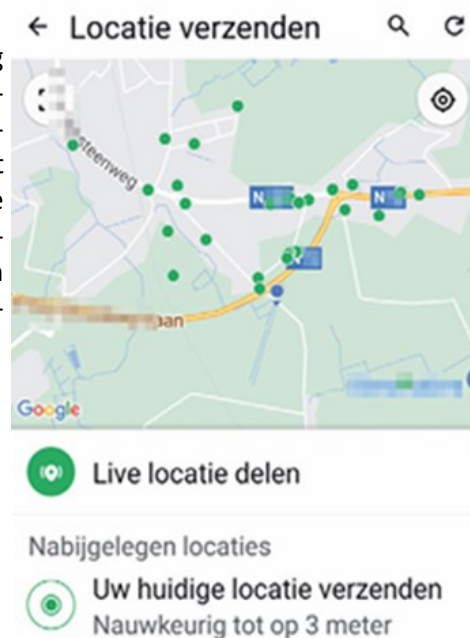 ← Locatie verzenden
g
-
-
t
e
-
n
-
steenweg
N
N
N
aan
Google
Live locatie delen
Nabijgelegen locaties
Uw huidige locatie verzenden
Nauwkeurig tot op 3 meter